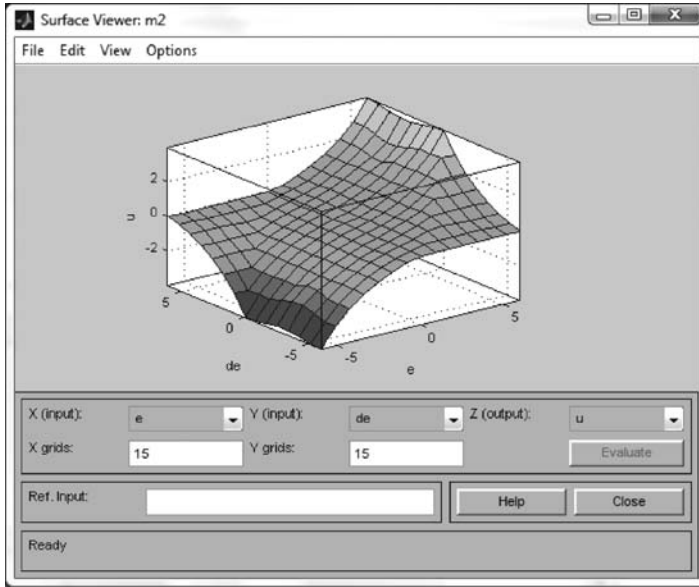 Surface Viewer: m2
File Edit View Options
2
0
-2
u
5
0
-5
de
-5
0
5
e
X (input): e Y (input): de Z (output): u
X grids: 15 Y grids: 15 Evaluate
Ref. Input: Help Close
Ready